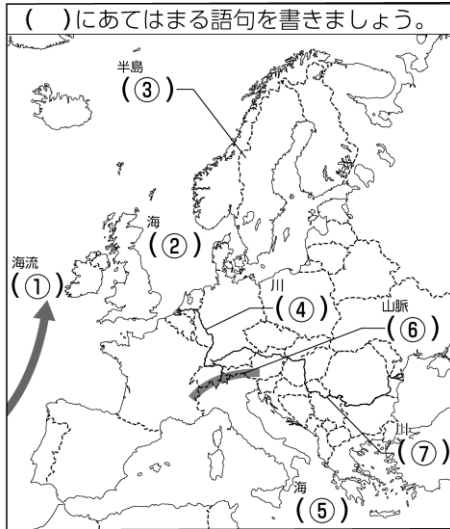 ( )にあてはまる語句を書きましょう。
半島
(③)
海
(②)
海流
(①)
川
(④)
山脈
(⑥)
川
(⑦)
海
(⑤)